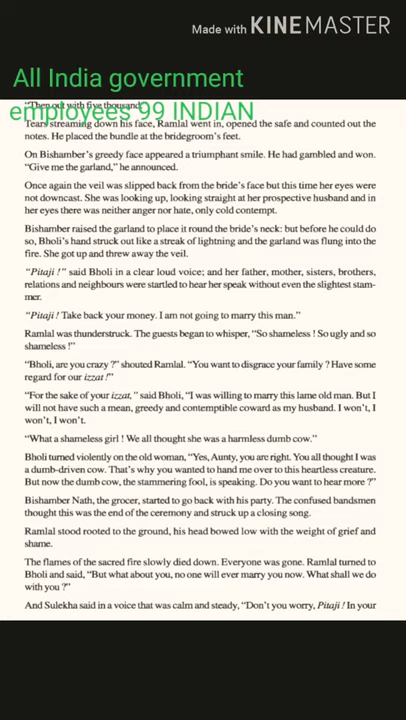 Made with KINEMASTER
All India government
employees 99 INDIAN
"Then out with five thousand
Tears streaming down his face, Ramlal went in, opened the safe and counted out the
notes. He placed the bundle at the bridegroom's feet.
On Bishamber's greedy face appeared a triumphant smile. He had gambled and won.
"Give me the garland," he announced.
Once again the veil was slipped back from the bride's face but this time her eyes were
not downcast. She was looking up, looking straight at her prospective husband and in
her eyes there was neither anger nor hate, only cold contempt.
Bishamber raised the garland to place it round the bride's neck: but before he could do
so, Bholi's hand struck out like a streak of lightning and the garland was flung into the
fire. She got up and threw away the veil.
"Pitaji !" said Bholi in a clear loud voice; and her father, mother, sisters, brothers,
relations and neighbours were startled to hear her speak without even the slightest stam-
mer.
"Pitaji ! Take back your money. I am not going to marry this man."
Ramlal was thunderstruck. The guests began to whisper, "So shameless ! So ugly and so
shameless !"
"Bholi, are you crazy ?" shouted Ramlal. "You want to disgrace your family ? Have some
regard for our izzat !"
"For the sake of your izzat," said Bholi, "I was willing to marry this lame old man. But I
will not have such a mean, greedy and contemptible coward as my husband. I won't, I
won't, I won't.
"What a shameless girl ! We all thought she was a harmless dumb cow."
Bholi turned violently on the old woman, "Yes, Aunty, you are right. You all thought I was
a dumb-driven cow. That's why you wanted to hand me over to this heartless creature.
But now the dumb cow, the stammering fool, is speaking. Do you want to hear more ?"
Bishamber Nath, the grocer, started to go back with his party. The confused bandsmen
thought this was the end of the ceremony and struck up a closing song.
Ramlal stood rooted to the ground, his head bowed low with the weight of grief and
shame.
The flames of the sacred fire slowly died down. Everyone was gone. Ramlal turned to
Bholi and said, "But what about you, no one will ever marry you now. What shall we do
with you ?"
And Sulekha said in a voice that was calm and steady, "Don't you worry, Pitaji ! In your